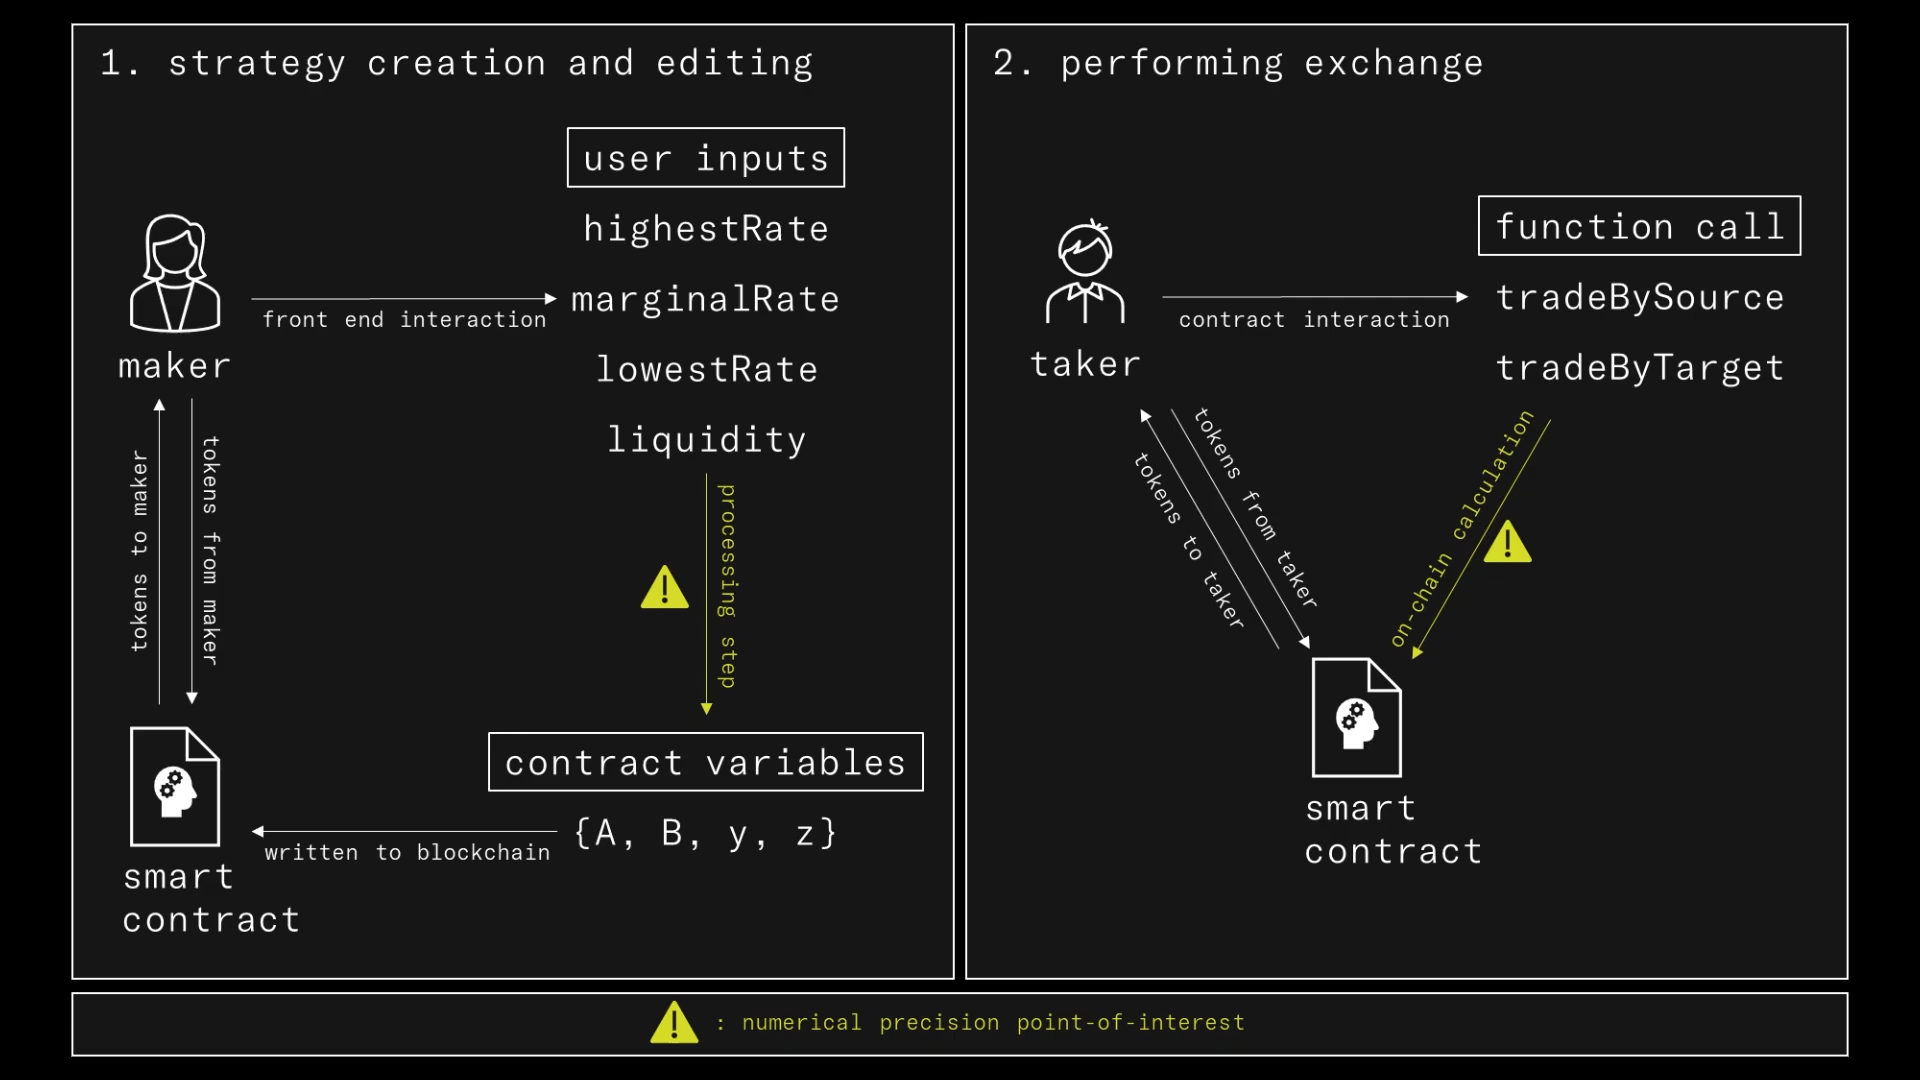 1. strategy creation and editing
user inputs
highestRate
marginalRate
lowestRate
liquidity
front end interaction
maker
tokens to maker
tokens from maker
processing step
contract variables
{A, B, y, z}
written to blockchain
smart
contract
2. performing exchange
function call
tradeBySource
tradeByTarget
contract interaction
taker
tokens to taker
tokens from taker
on-chain calculation
smart
contract
: numerical precision point-of-interest